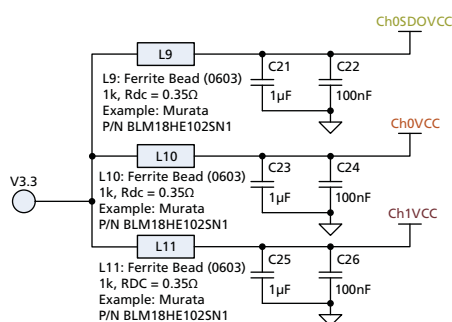 Ch0SDOVCC
L9
C21
C22
L9: Ferrite Bead (0603)
1k, Rdc = 0.35Ω
Example: Murata
P/N BLM18HE102SN1
1µF
100nF
Ch0VCC
L10
C23
C24
V3.3
L10: Ferrite Bead (0603)
1k, Rdc = 0.35Ω
Example: Murata
P/N BLM18HE102SN1
1µF
100nF
Ch1VCC
L11
C25
C26
L11: Ferrite Bead (0603)
1k, RDC = 0.35Ω
Example: Murata
P/N BLM18HE102SN1
1µF
100nF